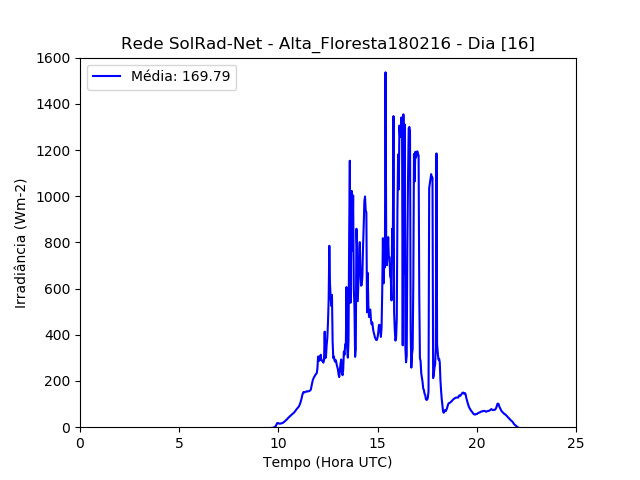 Rede SolRad-Net - Alta_Floresta180216 - Dia [16]
Média: 169.79
1600
1400
1200
1000
800
600
400
200
0
Irradiância (Wm-2)
0 5 10 15 20 25
Tempo (Hora UTC)